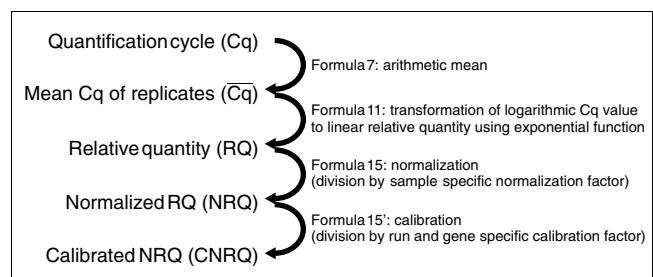 Quantification cycle (Cq)
Formula 7: arithmetic mean
Mean Cq of replicates (C̅q̅)
Formula 11: transformation of logarithmic Cq value
to linear relative quantity using exponential function
Relative quantity (RQ)
Formula 15: normalization
(division by sample specific normalization factor)
Normalized RQ (NRQ)
Formula 15': calibration
(division by run and gene specific calibration factor)
Calibrated NRQ (CNRQ)